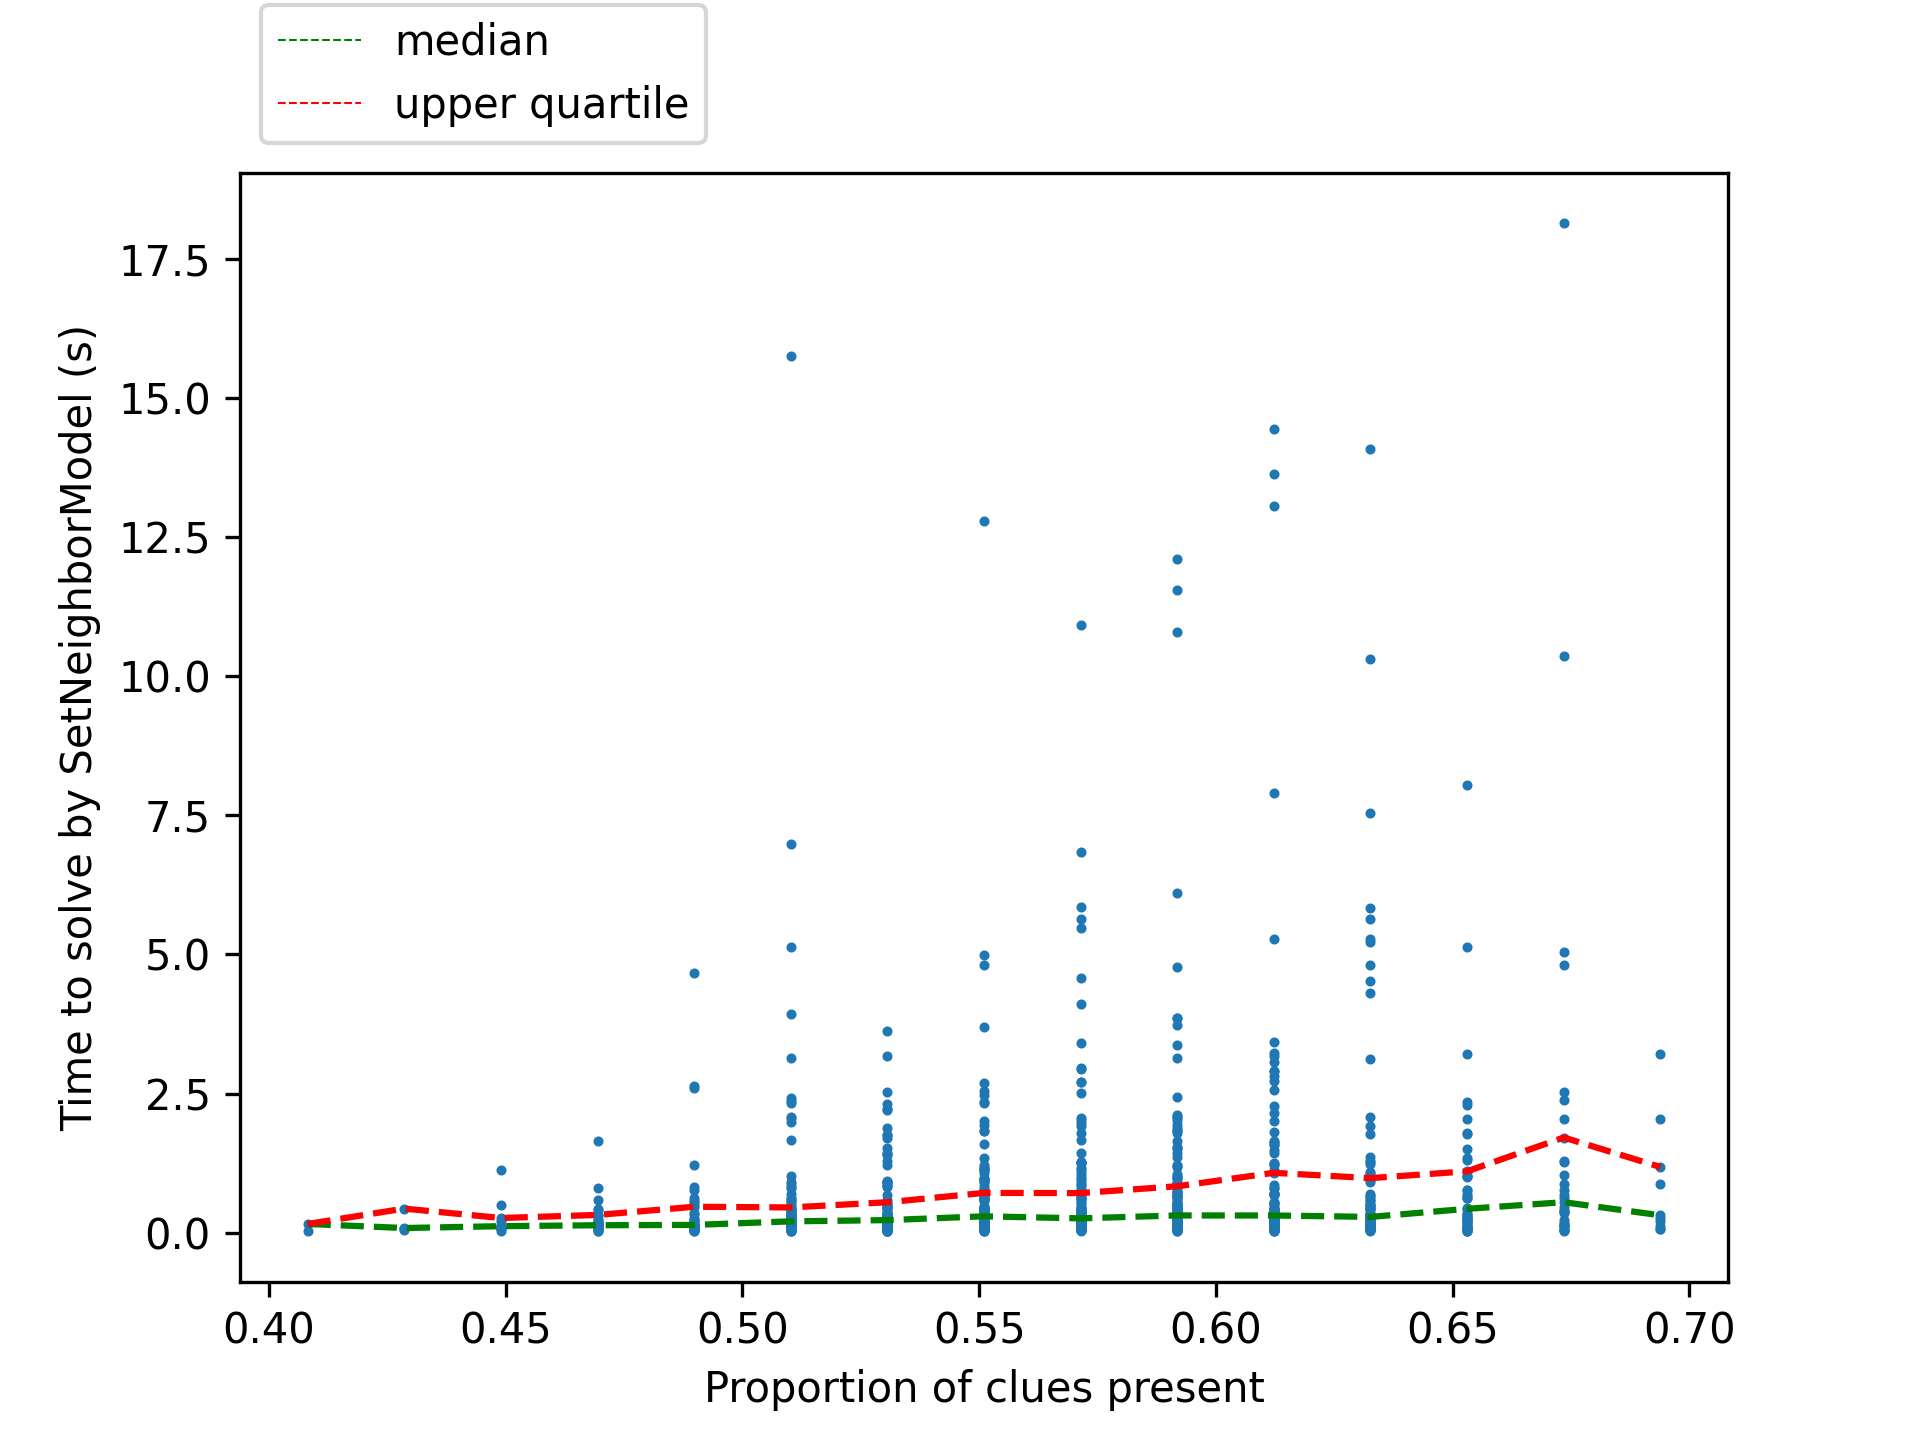 median
upper quartile
Time to solve by SetNeighborModel (s)
17.5
15.0
12.5
10.0
7.5
5.0
2.5
0.0
0.40 0.45 0.50 0.55 0.60 0.65 0.70
Proportion of clues present